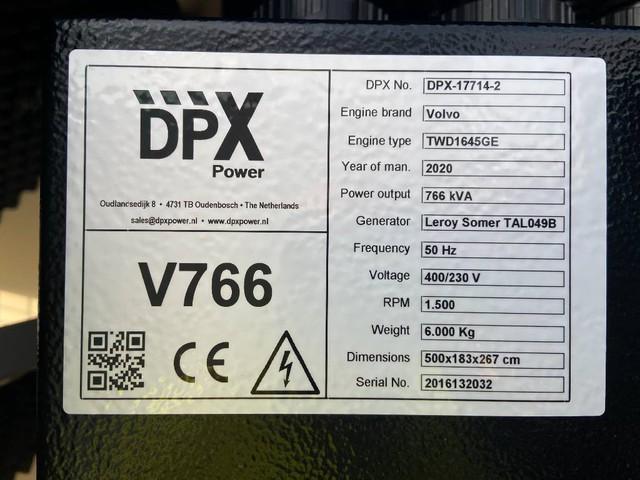 DPX
Power
Oudlandsedijk 8 • 4731 TB Oudenbosch • The Netherlands
sales@dpxpower.nl • www.dpxpower.nl
V766
CE
DPX No. DPX-17714-2
Engine brand Volvo
Engine type TWD1645GE
Year of man. 2020
Power output 766 kVA
Generator Leroy Somer TAL049B
Frequency 50 Hz
Voltage 400/230 V
RPM 1.500
Weight 6.000 Kg
Dimensions 500x183x267 cm
Serial No. 2016132032